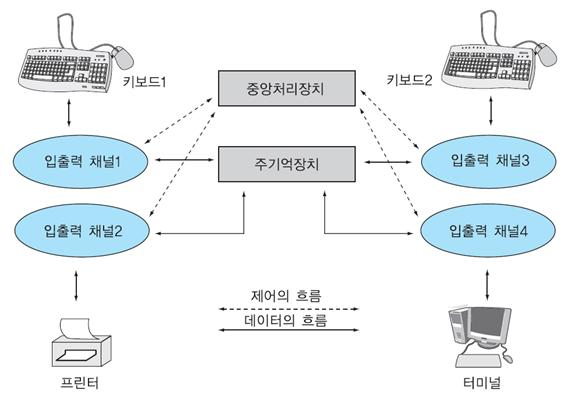 키보드1
키보드2
중앙처리장치
입출력 채널1
주기억장치
입출력 채널3
입출력 채널2
입출력 채널4
제어의 흐름
데이터의 흐름
프린터
터미널